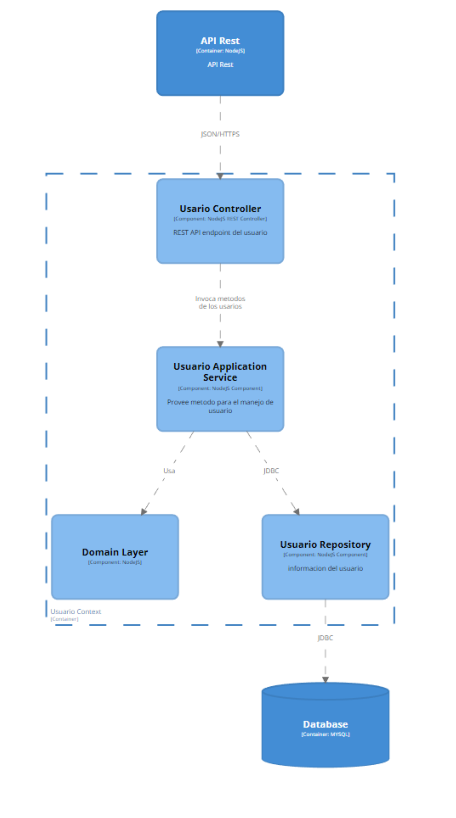 API Rest
[Container: NodeJS]
API Rest
JSON/HTTPS
Usario Controller
[Component: NodeJS REST Controller]
REST API endpoint del usuario
Invoca metodos
de los usarios
Usuario Application
Service
[Component: NodeJS Component]
Provee metodo para el manejo de
usuario
Usa
JDBC
Domain Layer
[Component: NodeJS]
Usuario Repository
[Component: NodeJS Component]
informacion del usuario
Usuario Context
[Container]
JDBC
Database
[Container: MYSQL]